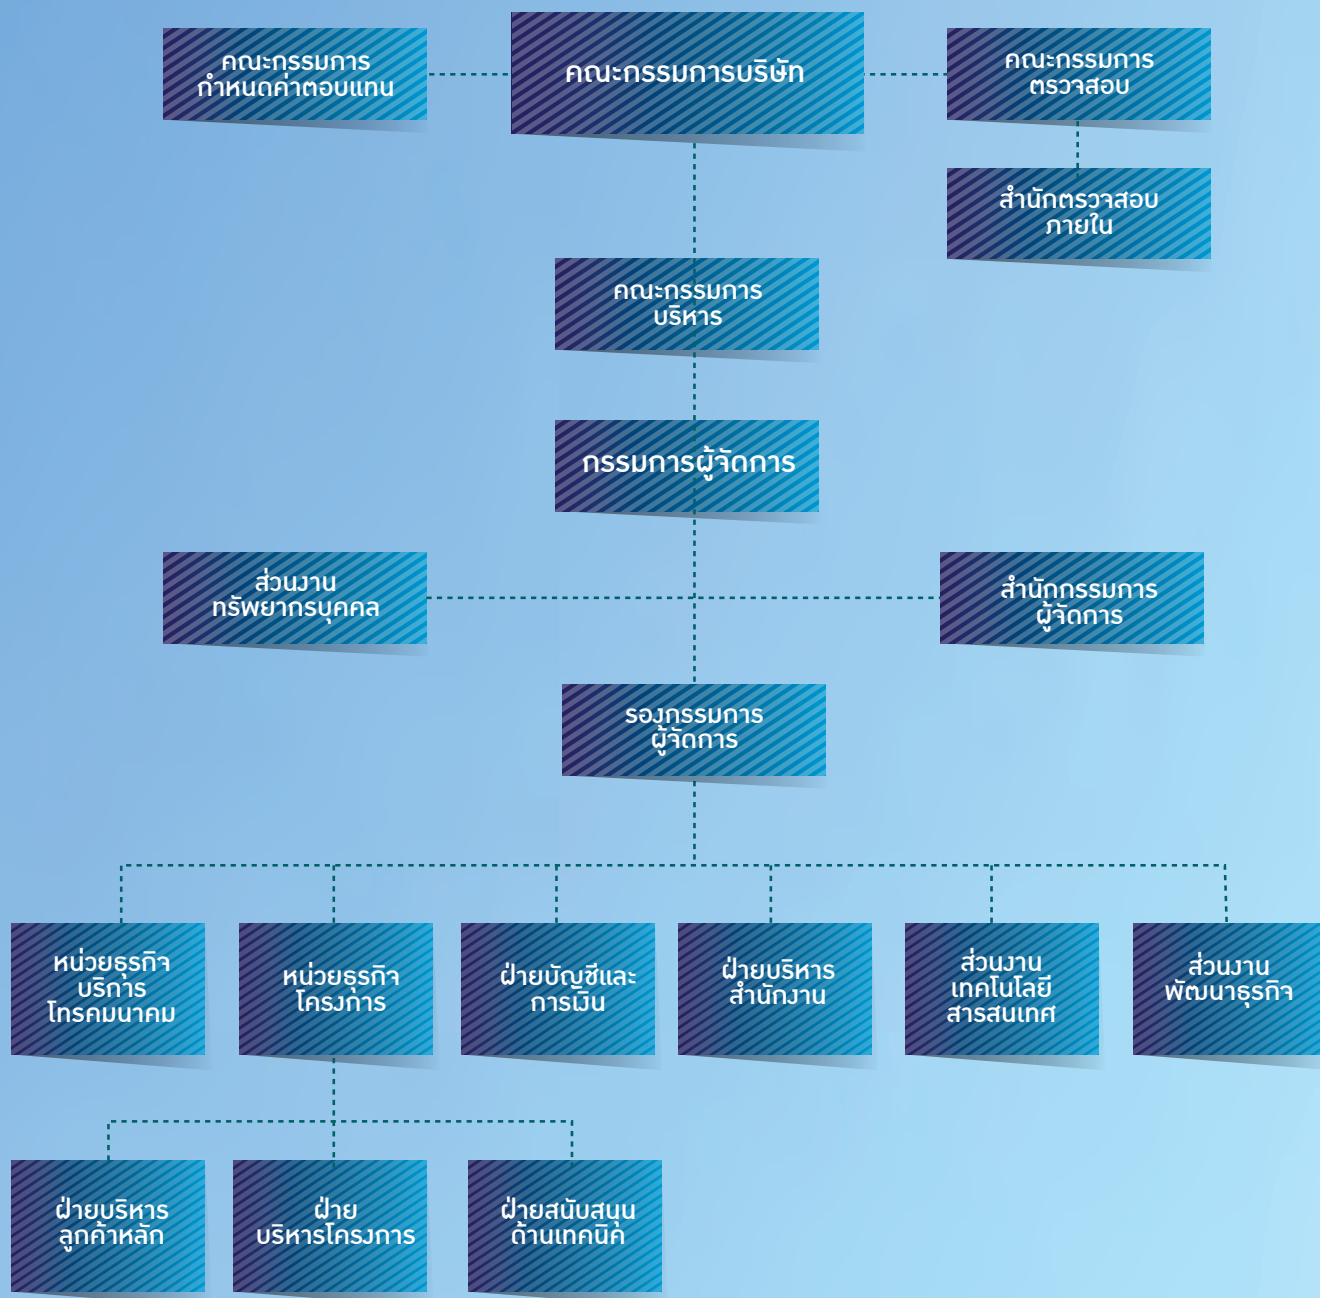 คณะกรรมการ
กำหนดค่าตอบแทน
คณะกรรมการบริษัท
คณะกรรมการ
ตรวจสอบ
สำนักตรวจสอบ
ภายใน
คณะกรรมการ
บริหาร
กรรมการผู้จัดการ
ส่วนงาน
ทรัพยากรบุคคล
สำนักกรรมการ
ผู้จัดการ
รองกรรมการ
ผู้จัดการ
หน่วยธุรกิจ
บริการ
โทรคมนาคม
หน่วยธุรกิจ
โครงการ
ฝ่ายบัญชีและ
การเงิน
ฝ่ายบริหาร
สำนักงาน
ส่วนงาน
เทคโนโลยี
สารสนเทศ
ส่วนงาน
พัฒนาธุรกิจ
ฝ่ายบริหาร
ลูกค้าหลัก
ฝ่าย
บริหารโครงการ
ฝ่ายสนับสนุน
ด้านเทคนิค